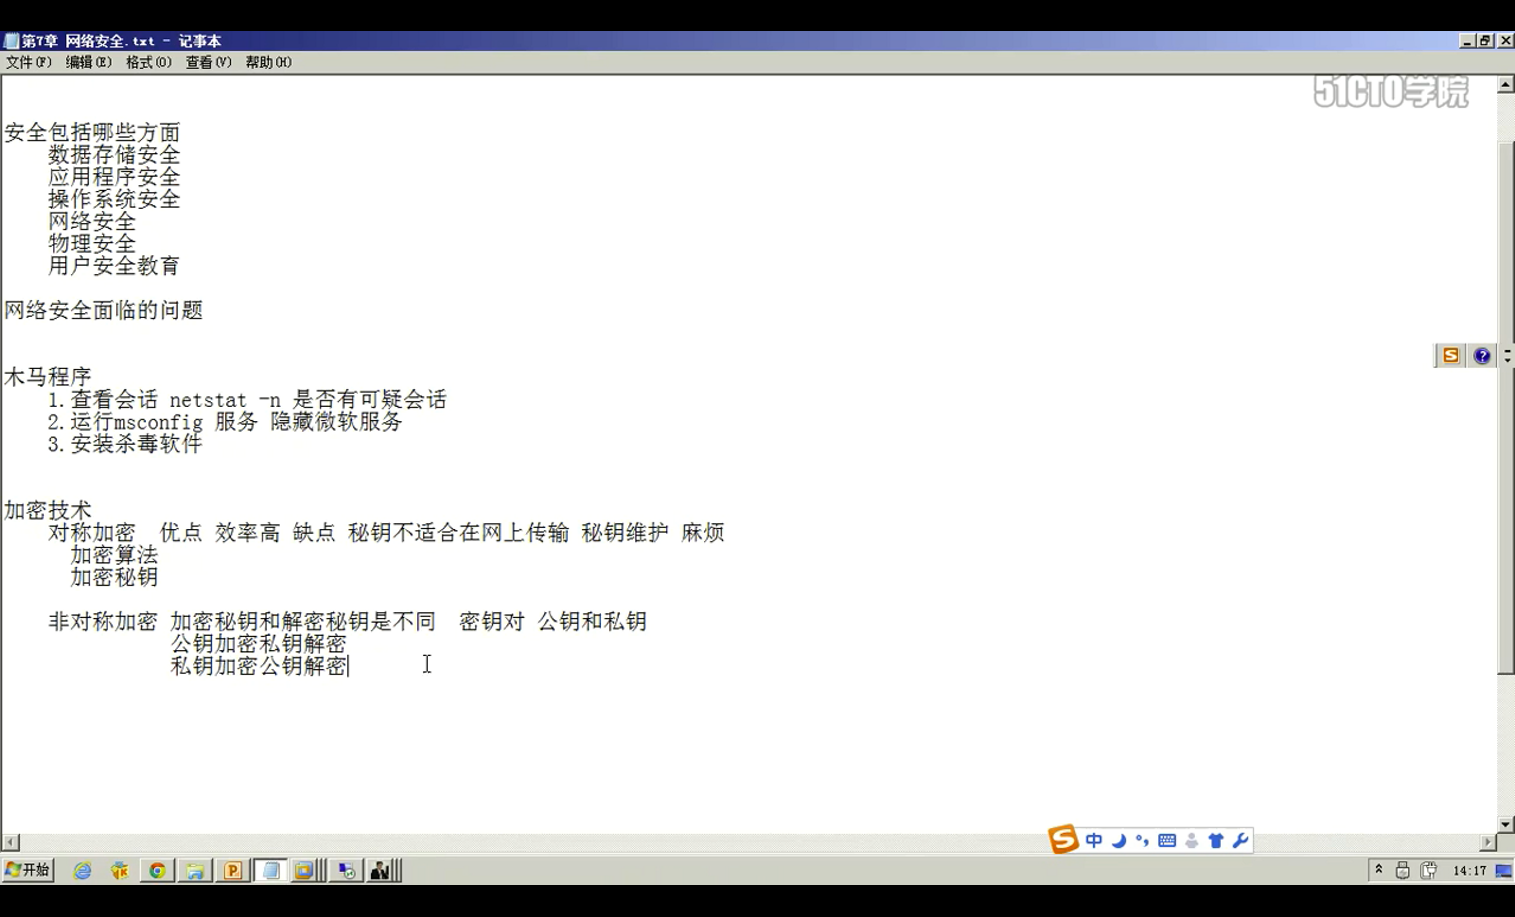 第7章 网络安全.txt - 记事本
文件(F) 编辑(E) 格式(O) 查看(V) 帮助(H)
51CTO学院
安全包括哪些方面
数据存储安全
应用程序安全
操作系统安全
网络安全
物理安全
用户安全教育
网络安全面临的问题
木马程序
1.查看会话 netstat -n 是否有可疑会话
2.运行msconfig 服务 隐藏微软服务
3.安装杀毒软件
加密技术
对称加密 优点 效率高 缺点 秘钥不适合在网上传输 秘钥维护 麻烦
加密算法
加密秘钥
非对称加密 加密秘钥和解密秘钥是不同 密钥对 公钥和私钥
公钥加密私钥解密
私钥加密公钥解密
中
开始
14:17